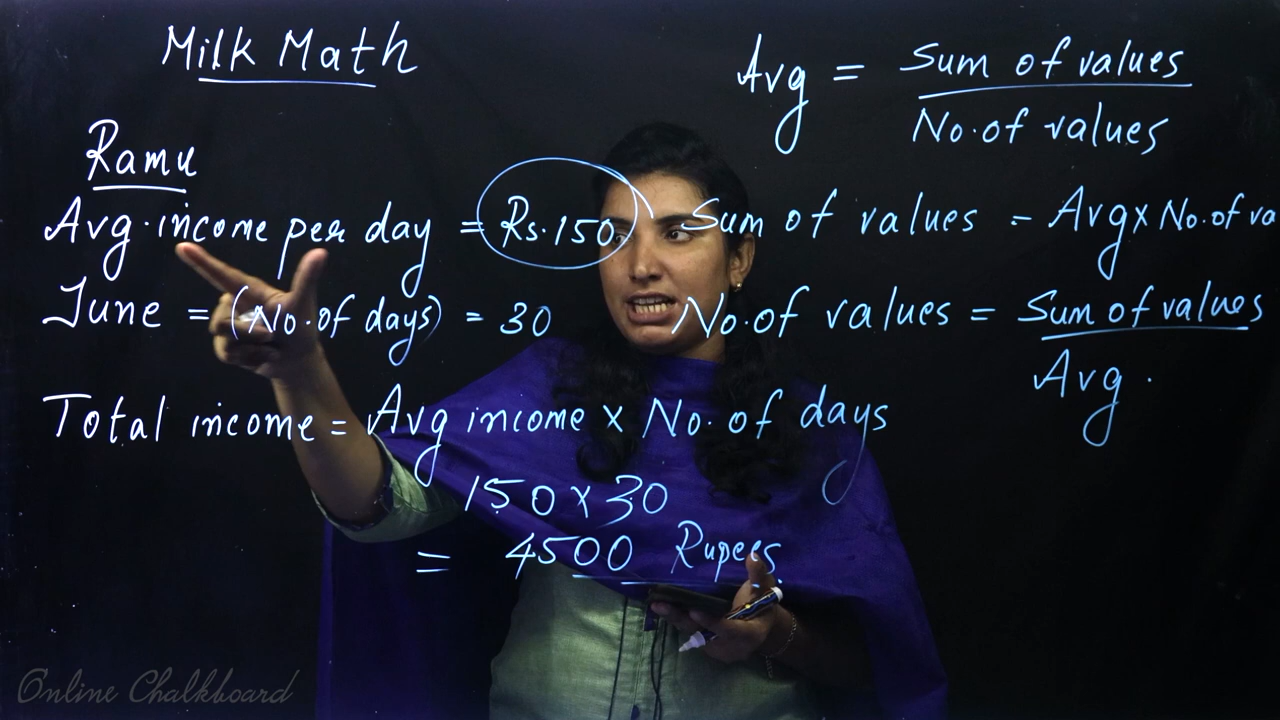 Milk Math
Avg = Sum of values
No. of values
Ramu
Avg. income per day = Rs. 150
Sum of values = Avg x No. of va
June = (No. of days) = 30
No. of values = Sum of values
Avg.
Total income = Avg income x No. of days
150 x 30
= 4500 Rupees.
Online Chalkboard